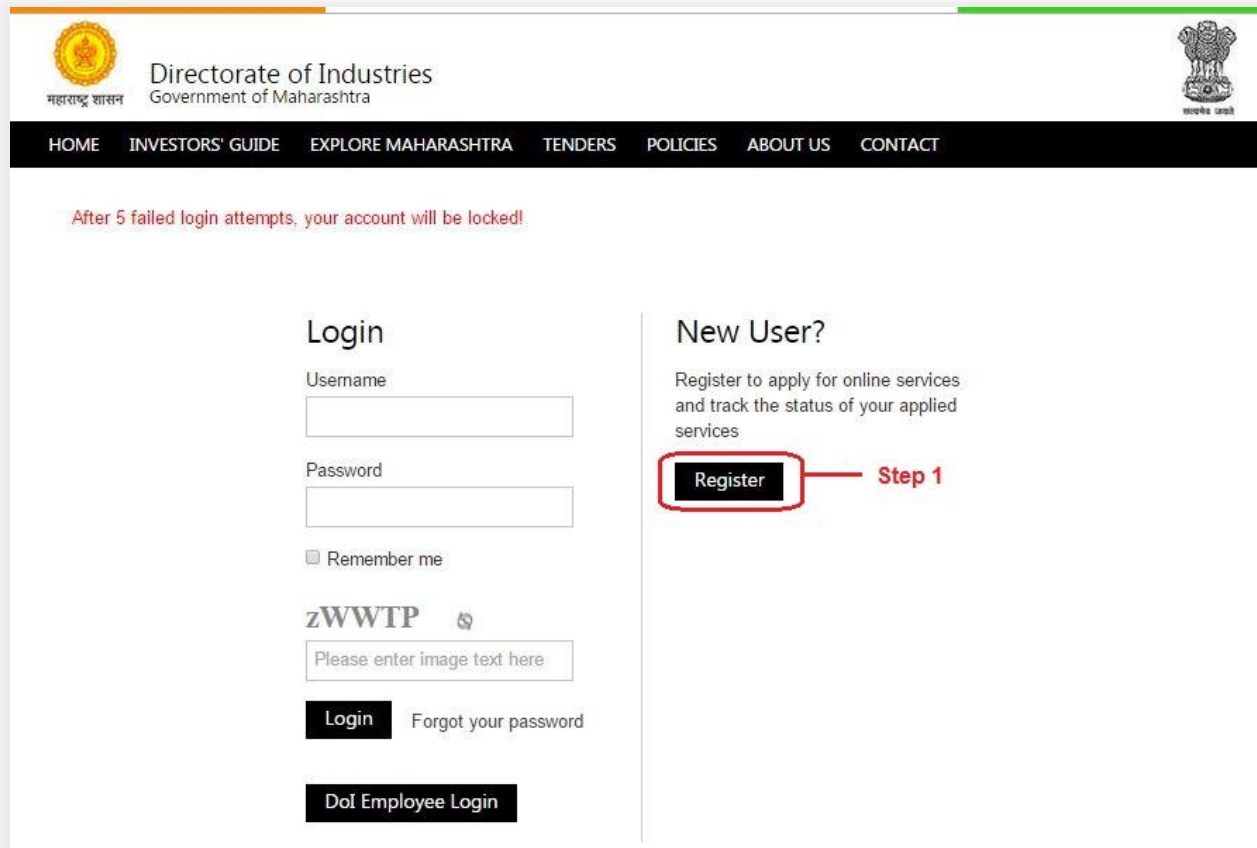 महाराष्ट्र शासन
Directorate of Industries
Government of Maharashtra
सत्यमेव जयते
HOME INVESTORS' GUIDE EXPLORE MAHARASHTRA TENDERS POLICIES ABOUT US CONTACT
After 5 failed login attempts, your account will be locked!
Login
Username
Password
Remember me
zWWTP
Please enter image text here
Login Forgot your password
DoI Employee Login
New User?
Register to apply for online services
and track the status of your applied
services
Register Step 1